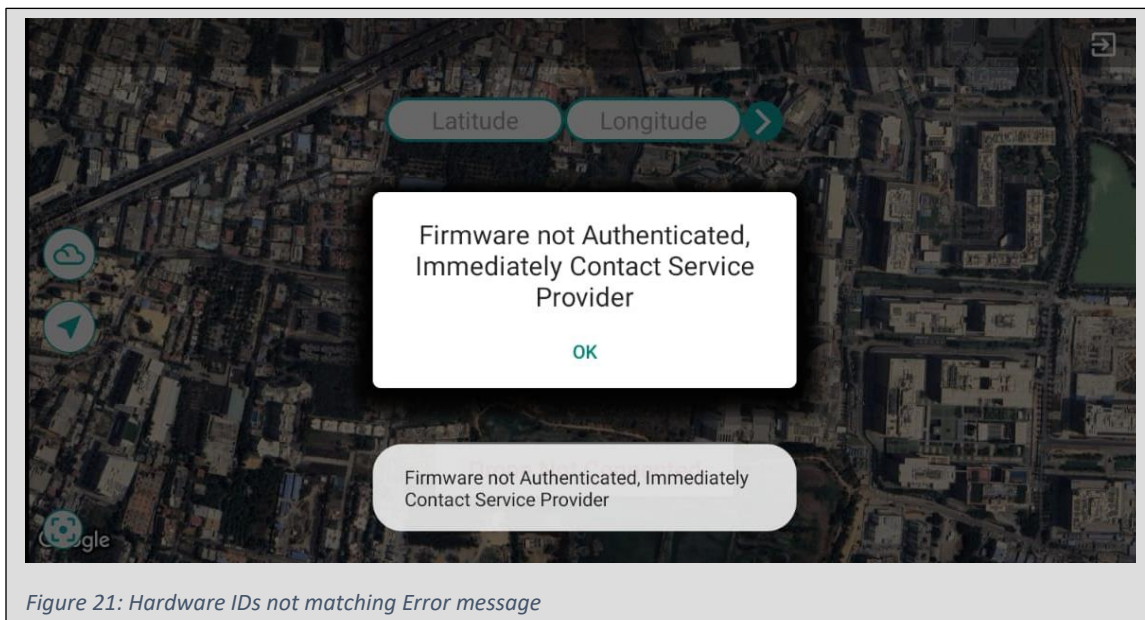 Latitude
Longitude
Firmware not Authenticated,
Immediately Contact Service
Provider
OK
Firmware not Authenticated, Immediately
Contact Service Provider
gle
Figure 21: Hardware IDs not matching Error message